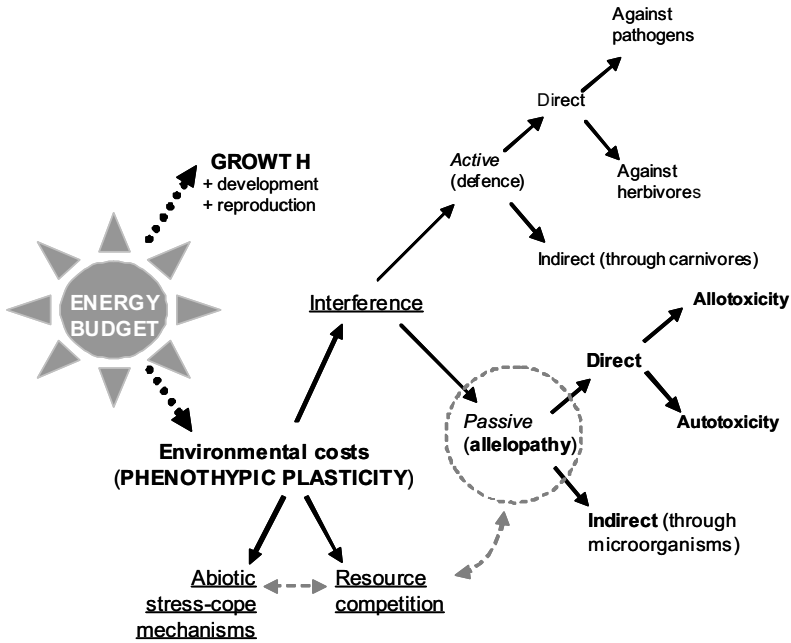 Against
pathogens
Direct
Active
(defence)
Against
herbivores
Indirect (through carnivores)
GROWTH
+ development
+ reproduction
ENERGY
BUDGET
Interference
Allotoxicity
Direct
Autotoxicity
Passive
(allelopathy)
Indirect (through
microorganisms)
Environmental costs
(PHENOTHYPIC PLASTICITY)
Abiotic
stress-cope
mechanisms
Resource
competition